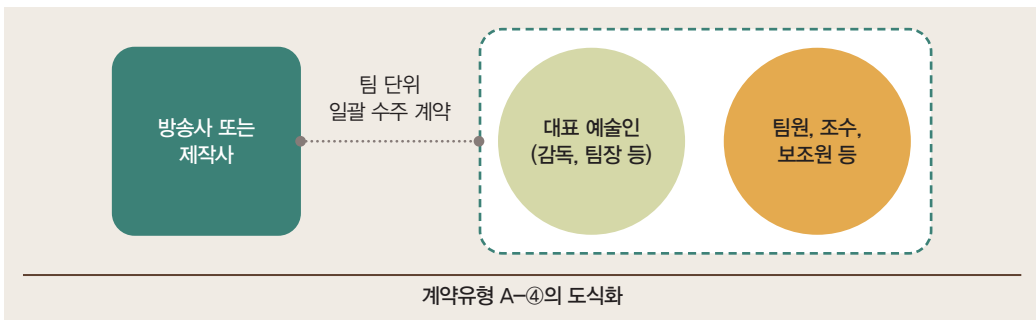 방송사 또는
제작사
팀 단위
일괄 수주 계약
대표 예술인
(감독, 팀장 등)
팀원, 조수,
보조원 등
계약유형 A-④의 도식화